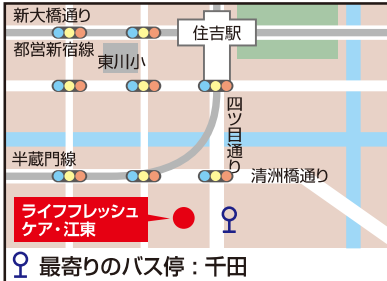 新大橋通り
住吉駅
都営新宿線
東川小
四ツ目通り
半蔵門線
清洲橋通り
ライフフレッシュ
ケア・江東
最寄りのバス停：千田